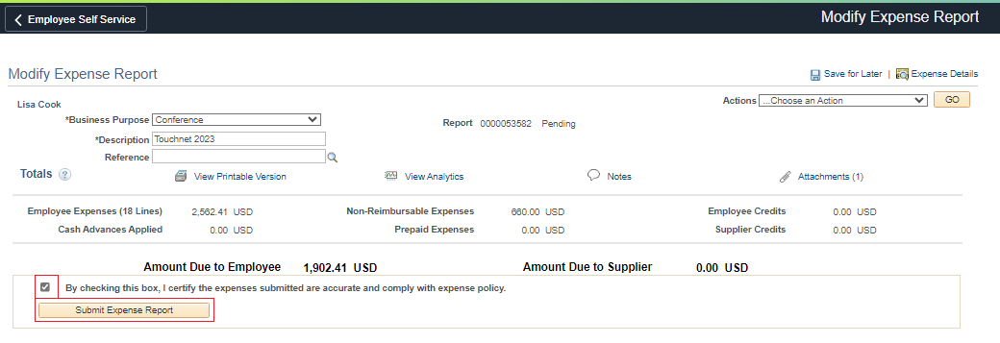 Employee Self Service
Modify Expense Report
Modify Expense Report
Save for Later | Expense Details
Lisa Cook
Actions ...Choose an Action GO
*Business Purpose Conference
Report 0000053582 Pending
*Description Touchnet 2023
Reference
Totals ? View Printable Version View Analytics Notes Attachments (1)
Employee Expenses (18 Lines) 2,562.41 USD Non-Reimbursable Expenses 660.00 USD Employee Credits 0.00 USD
Cash Advances Applied 0.00 USD Prepaid Expenses 0.00 USD Supplier Credits 0.00 USD
Amount Due to Employee 1,902.41 USD Amount Due to Supplier 0.00 USD
By checking this box, I certify the expenses submitted are accurate and comply with expense policy.
Submit Expense Report